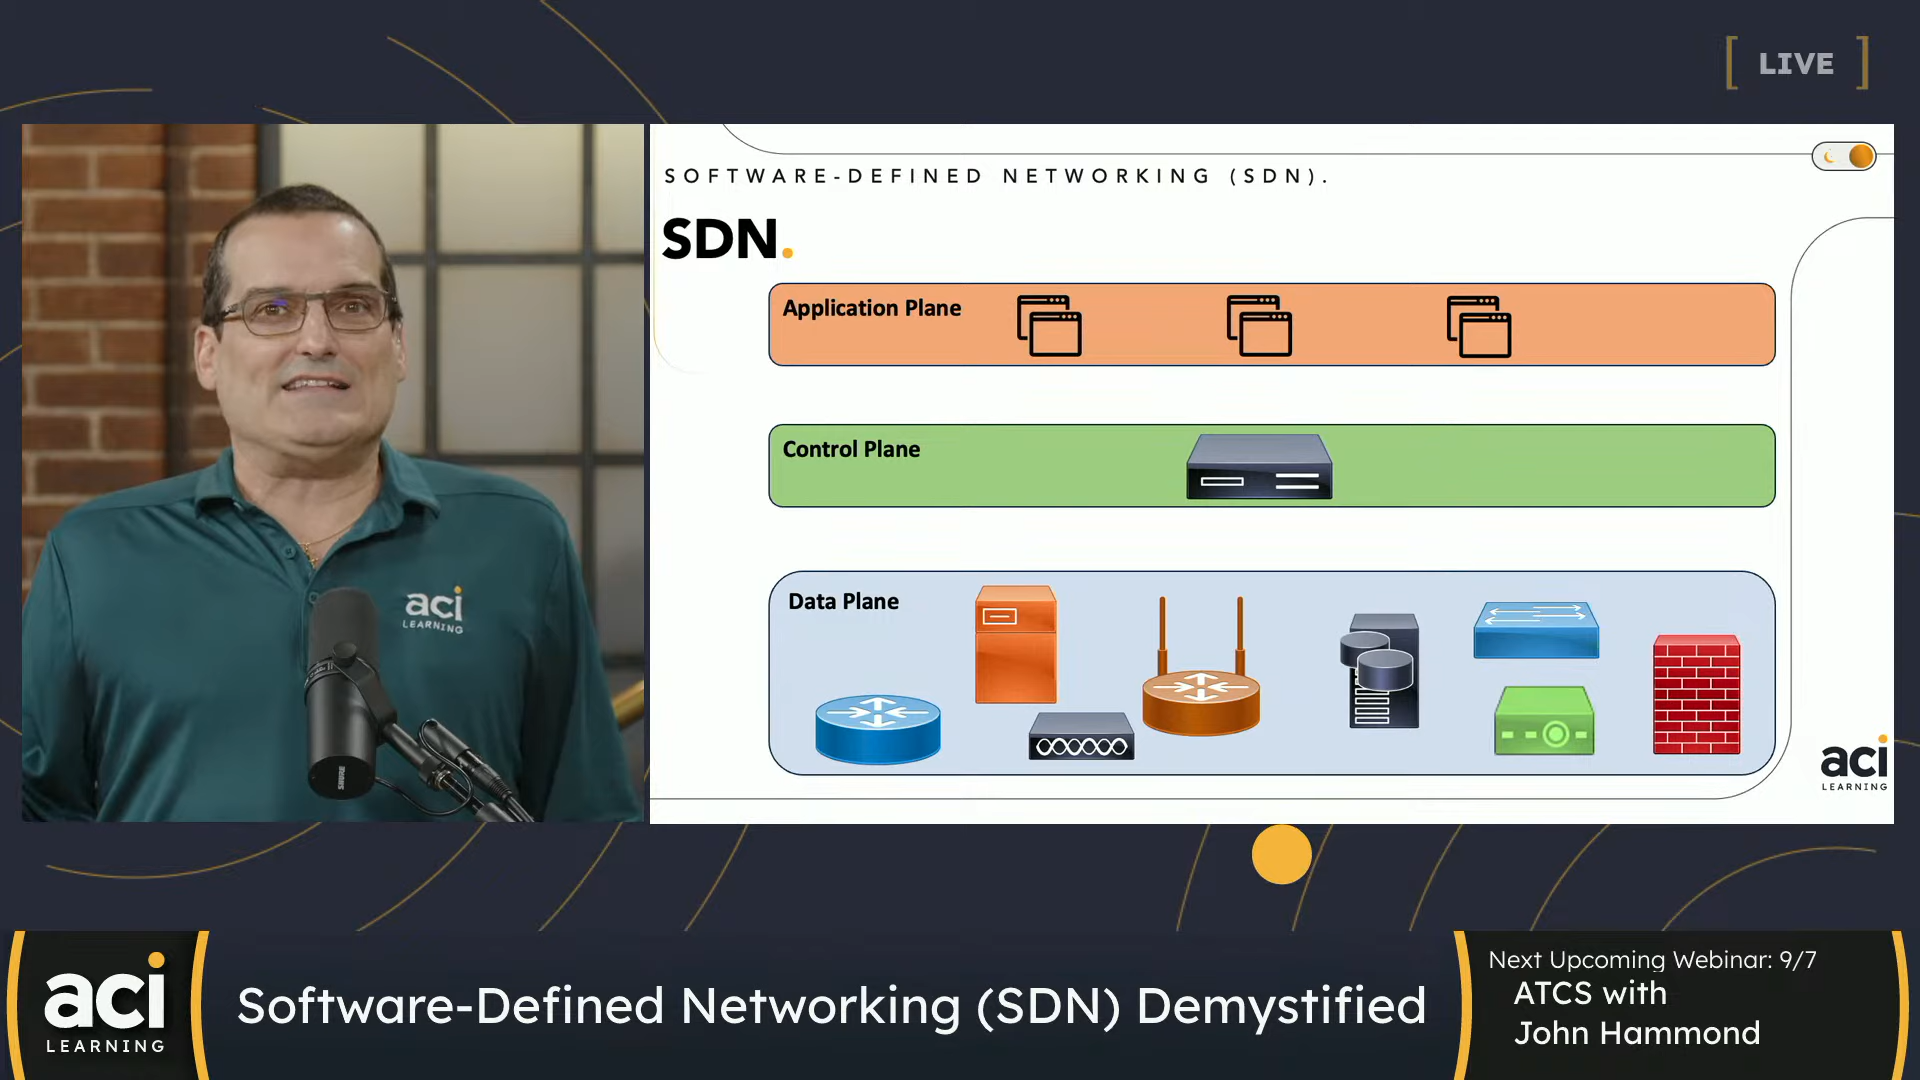 [ LIVE ]
SOFTWARE-DEFINED NETWORKING (SDN).
SDN.
Application Plane
Control Plane
Data Plane
aci
LEARNING
SHURE
aci
LEARNING
aci
LEARNING
Software-Defined Networking (SDN) Demystified
Next Upcoming Webinar: 9/7
ATCS with
John Hammond